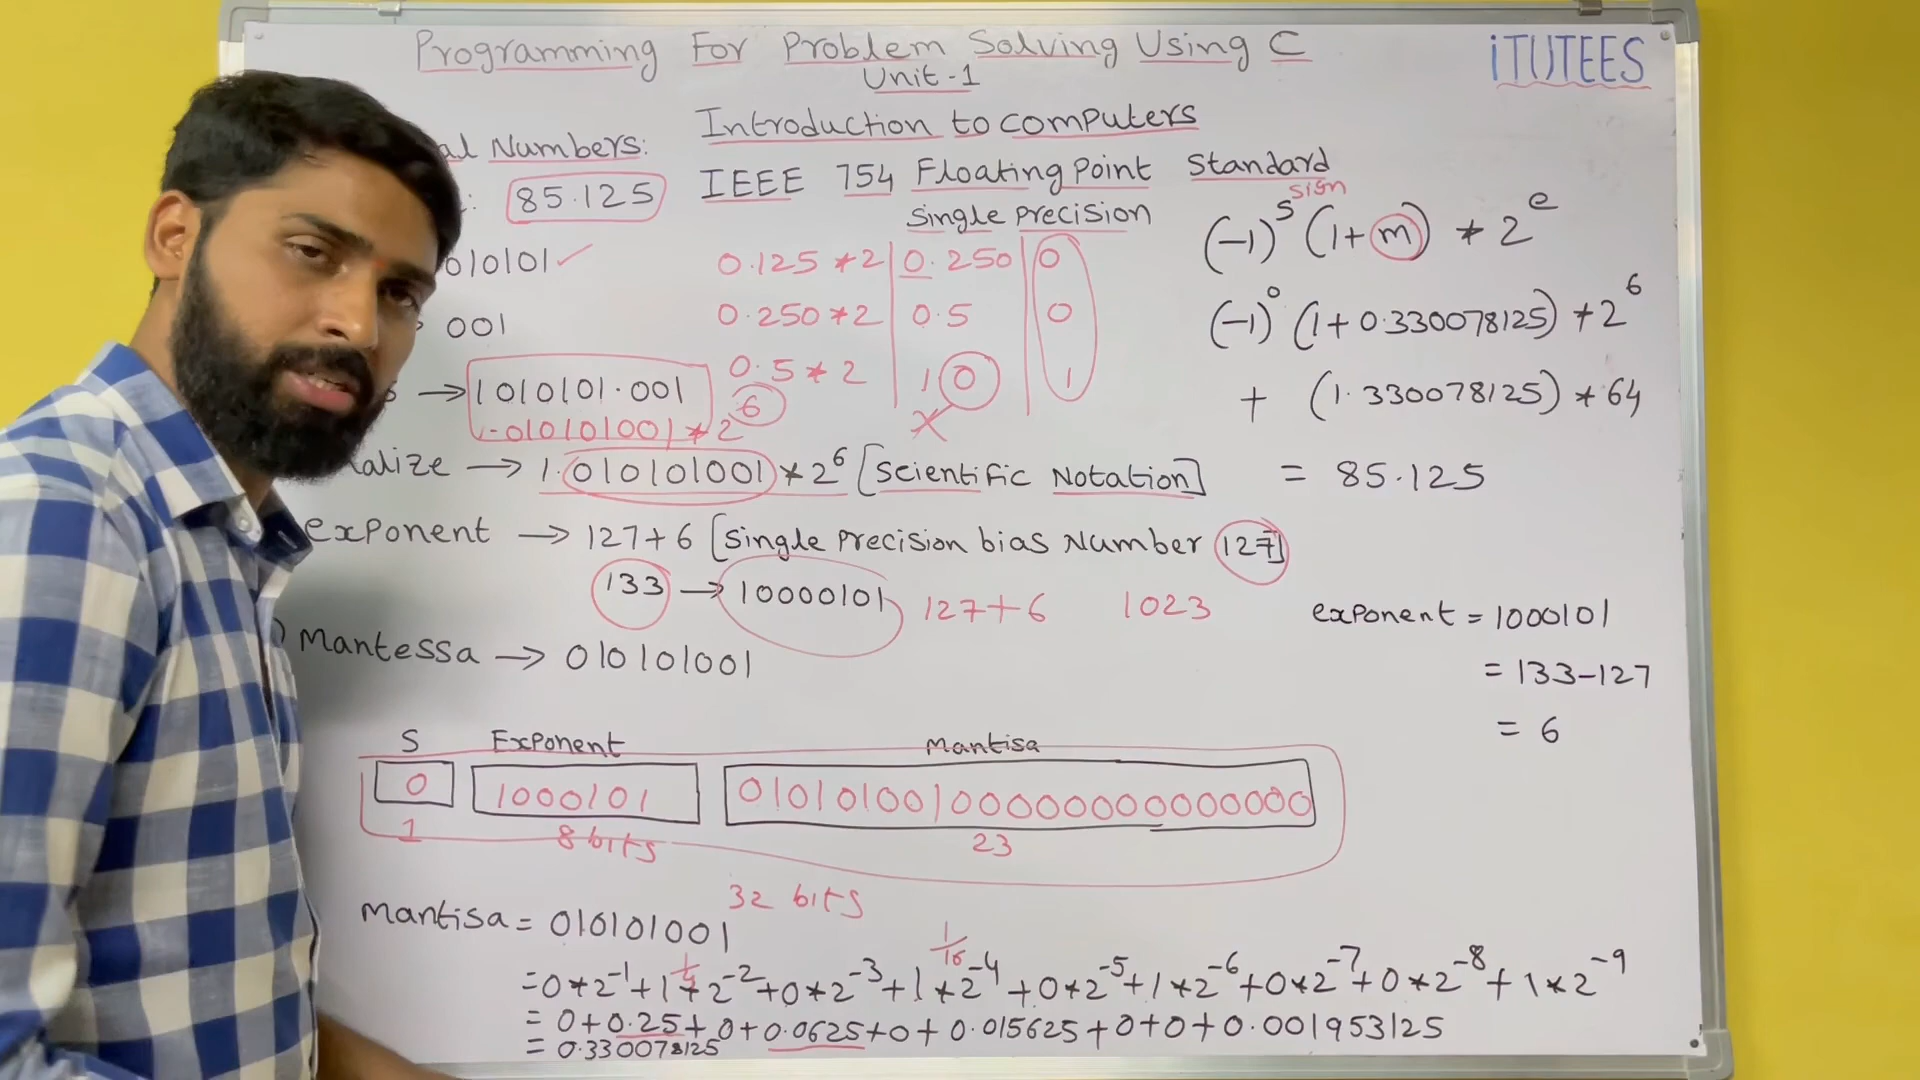 Programming For Problem Solving Using C
iTUTEES
Unit-1
Introduction to computers
al Numbers:
IEEE 754 Floating Point Standard
: 85.125
single precision
sign
(-1)^s (1+m) * 2^e
010101 ✓
0.125 *2 | 0.250 | 0
0.250 *2 | 0.5 | 0
0.5 * 2 | 1 0 | 1
(-1)^0 (1+0.330078125) * 2^6
001
→ 1010101.001
1.010101001 * 2^6
+ (1.330078125) * 64
alize → 1.010101001 * 2^6 [Scientific Notation]
= 85.125
exponent → 127+6 [single precision bias Number 127]
133 → 10000101
127+6 1023
exponent = 1000101
= 133-127
= 6
) Mantessa → 010101001
S Exponent Mantisa
0 1000101 01010100100000000000000
1 8 bits 23
32 bits
mantisa = 010101001
1/4 1/16
=0*2^-1+1*2^-2+0*2^-3+1*2^-4+0*2^-5+1*2^-6+0*2^-7+0*2^-8+1*2^-9
= 0+0.25+0+0.0625+0+0.015625+0+0+0.001953125
= 0.330078125